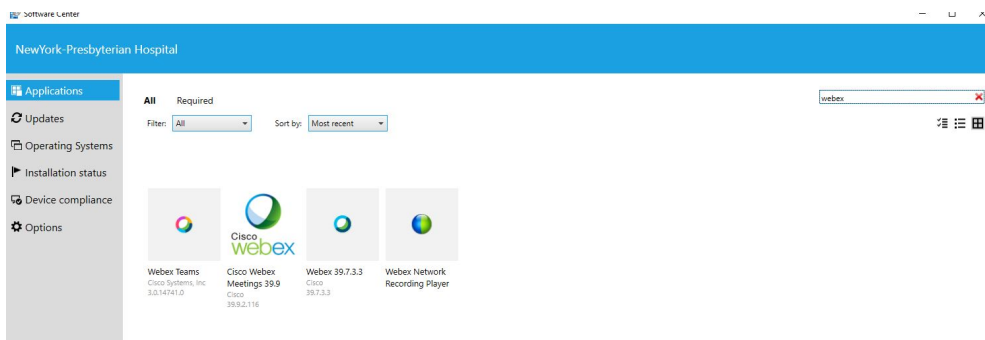 Software Center
NewYork-Presbyterian Hospital
Applications
Updates
Operating Systems
Installation status
Device compliance
Options
All Required
webex
Filter: All Sort by: Most recent
Cisco
webex
Webex Teams
Cisco Systems, Inc
3.0.14741.0
Cisco Webex
Meetings 39.9
Cisco
39.9.2.116
Webex 39.7.3.3
Cisco
39.7.3.3
Webex Network
Recording Player